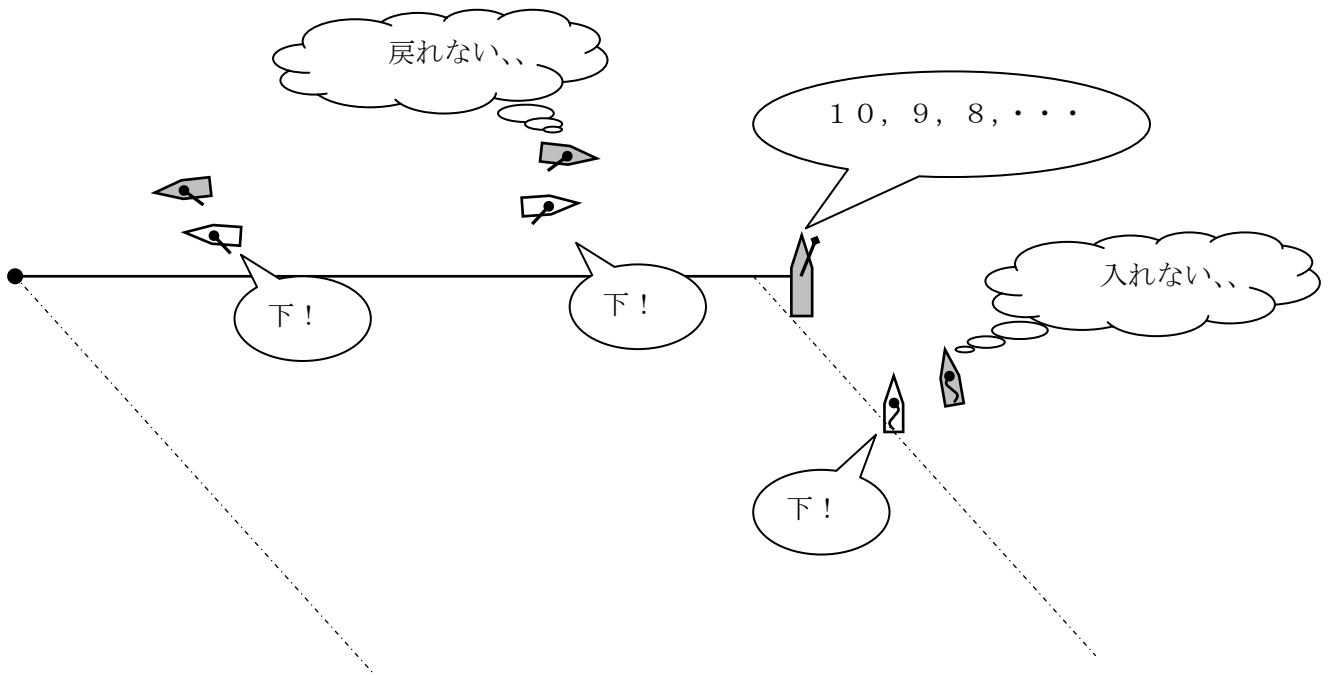 戻れない、、
１０，９，８，・・・
入れない、、
下！
下！
下！